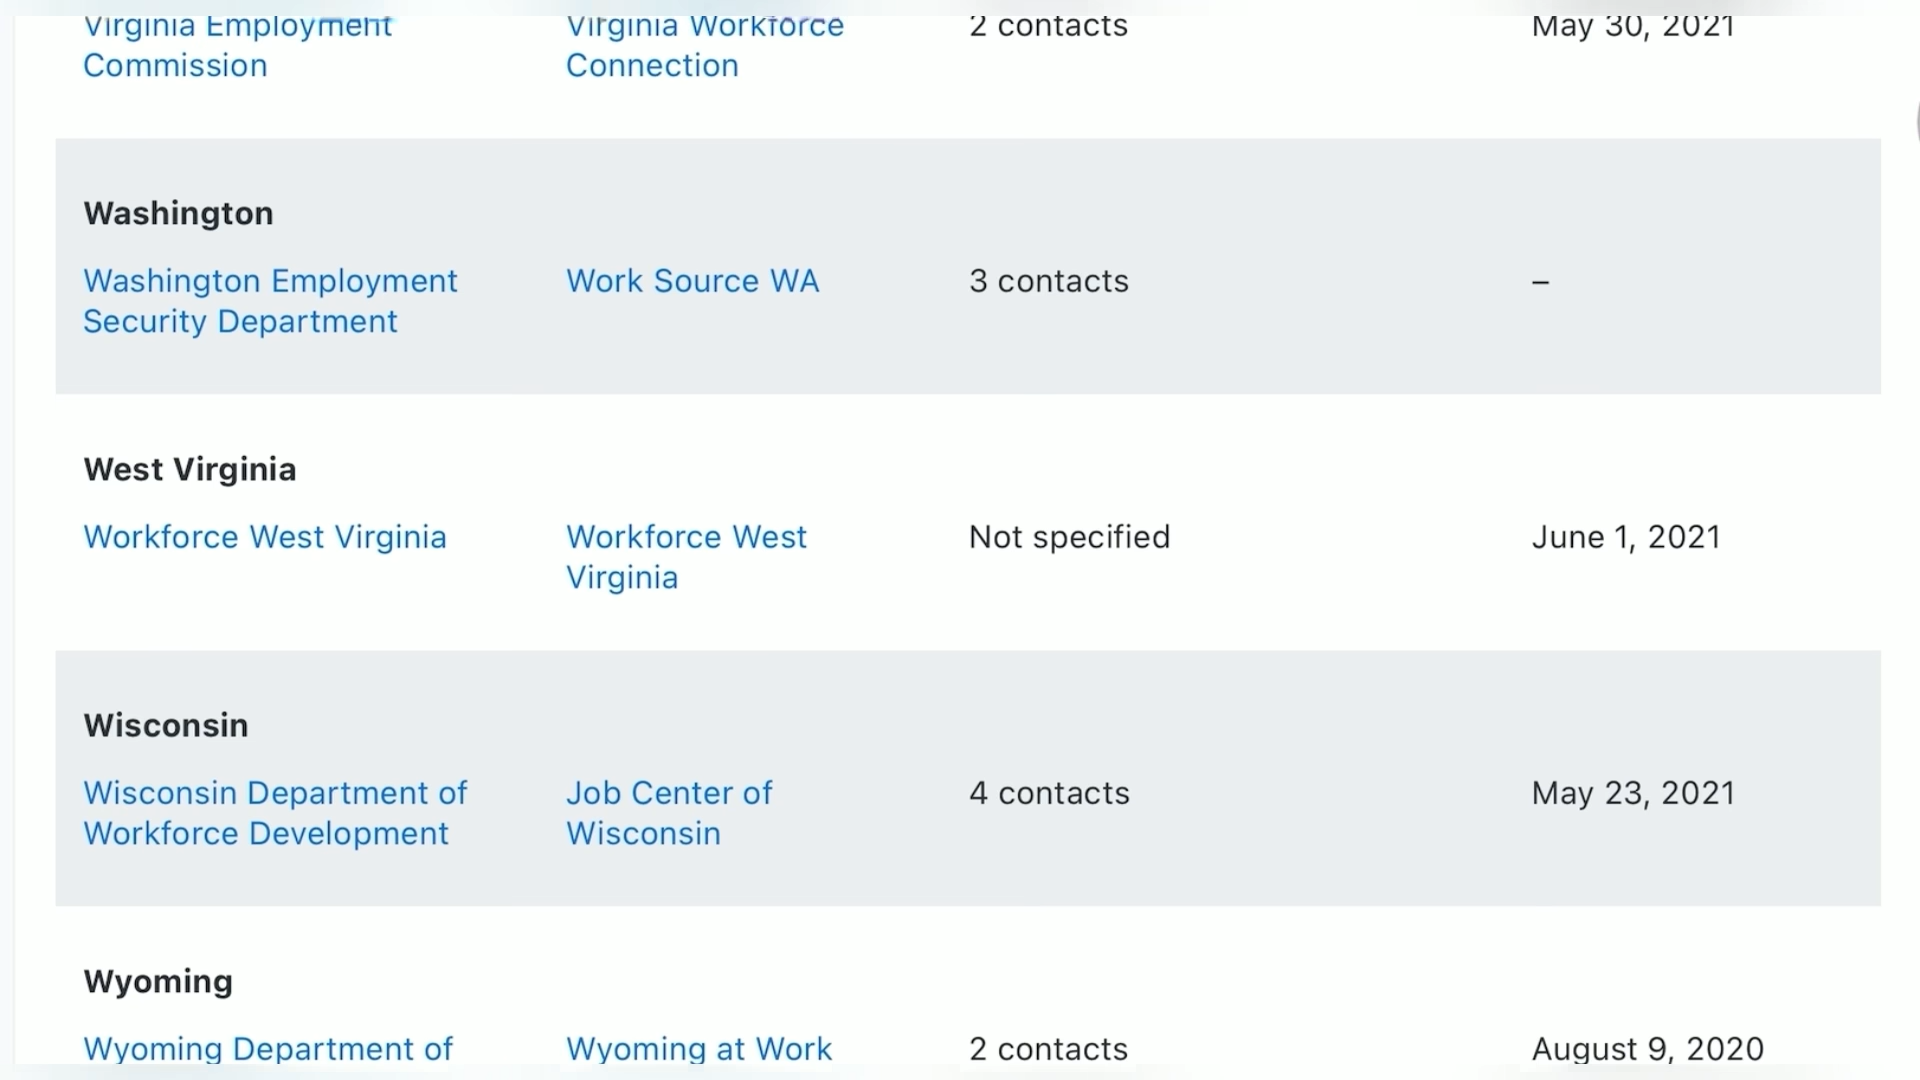 Virginia Employment Virginia Workforce 2 contacts May 30, 2021
Commission Connection
Washington
Washington Employment Work Source WA 3 contacts –
Security Department
West Virginia
Workforce West Virginia Workforce West Not specified June 1, 2021
Virginia
Wisconsin
Wisconsin Department of Job Center of 4 contacts May 23, 2021
Workforce Development Wisconsin
Wyoming
Wyoming Department of Wyoming at Work 2 contacts August 9, 2020